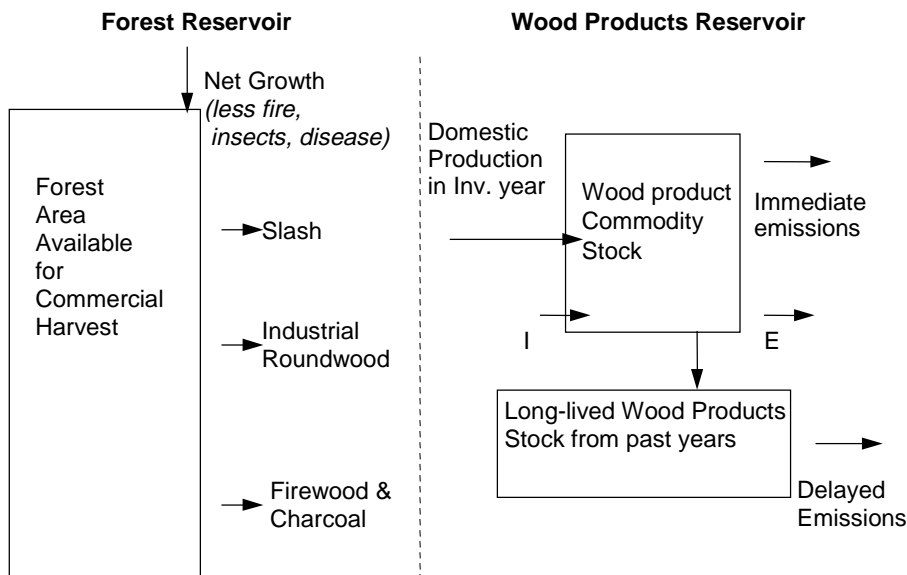 Forest Reservoir
Net Growth
(less fire,
insects, disease)
Forest
Area
Available
for
Commercial
Harvest
Slash
Industrial
Roundwood
Firewood &
Charcoal
Wood Products Reservoir
Domestic
Production
in Inv. year
Wood product
Commodity
Stock
Immediate
emissions
I
E
Long-lived Wood Products
Stock from past years
Delayed
Emissions